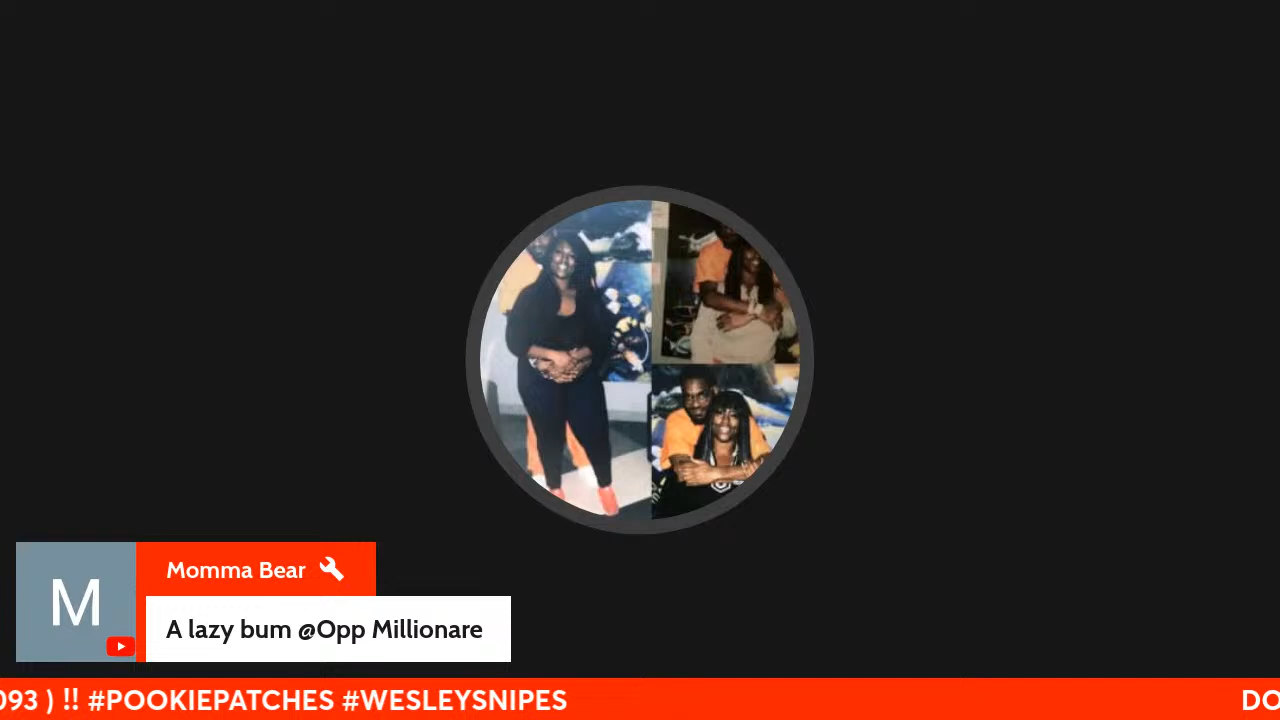 M
Momma Bear
A lazy bum @Opp Millionare
093 ) !! #POOKIEPATCHES #WESLEYSNIPES DO